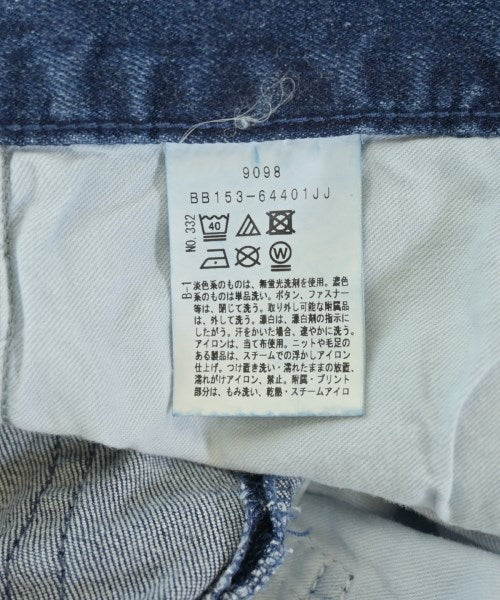 9098
BB153-64401JJ
NO.332
40
W
B-1
淡色系のものは、無蛍光洗剤を使用。濃色
系のものは単品洗い。ボタン、ファスナー
等は、閉じて洗う。取り外し可能な附属品
は、外して洗う。漂白は、漂白剤の指示に
したがう。汗をかいた場合、速やかに洗う。
アイロンは、当て布使用。ニットや毛足の
ある製品は、スチームでの浮かしアイロン
仕上げ。つけ置き洗い・濡れたままの放置、
濡れがけアイロン、禁止。附属・プリント
部分は、もみ洗い、乾燥・スチームアイロ